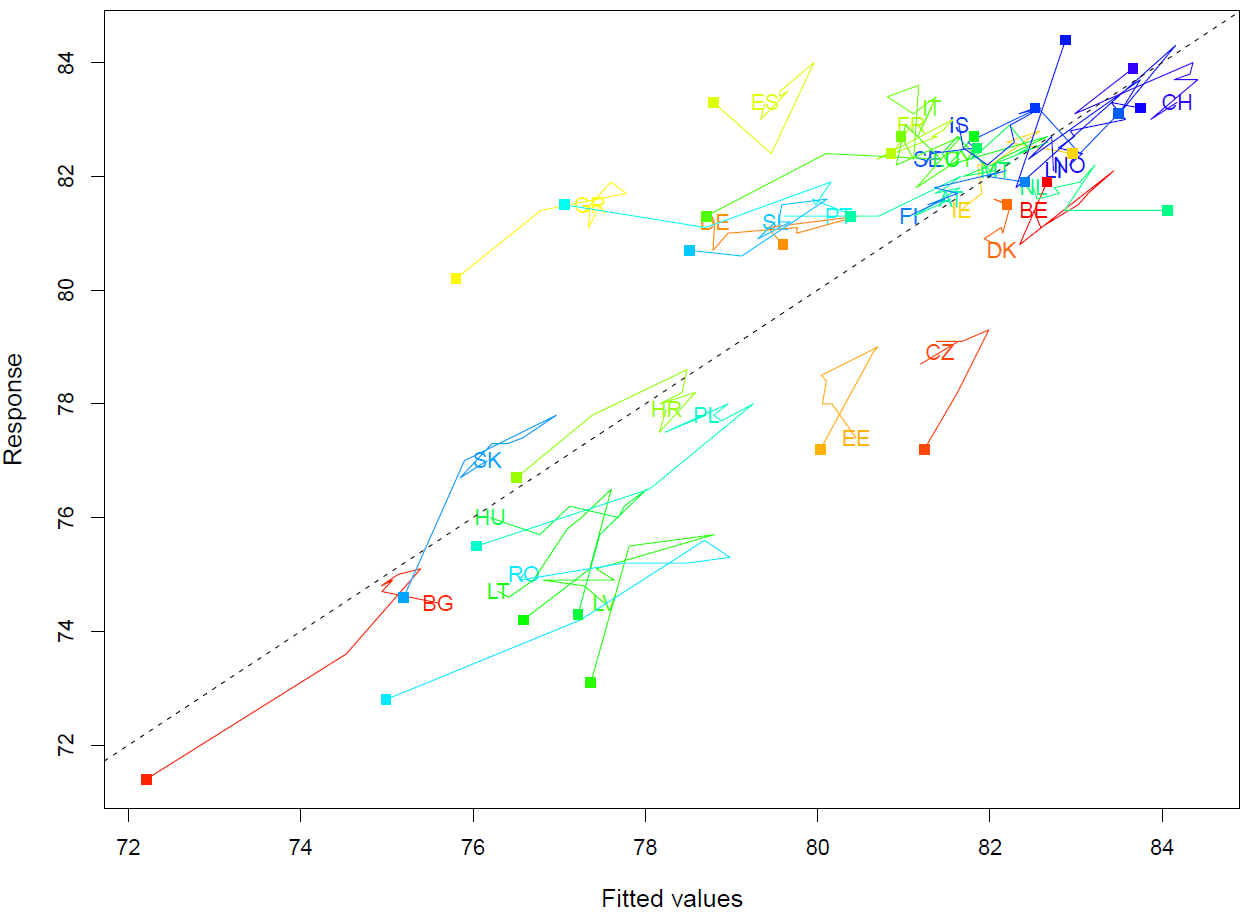 84
82
80
78
76
74
72
Response
ES
IT
FR
IS
CH
SE
CY
MT
NO
NL
AT
GR
PT
FI
IE
BE
DE
SI
DK
CZ
EE
HR
PL
SK
HU
RO
LT
LV
BG
72 74 76 78 80 82 84
Fitted values